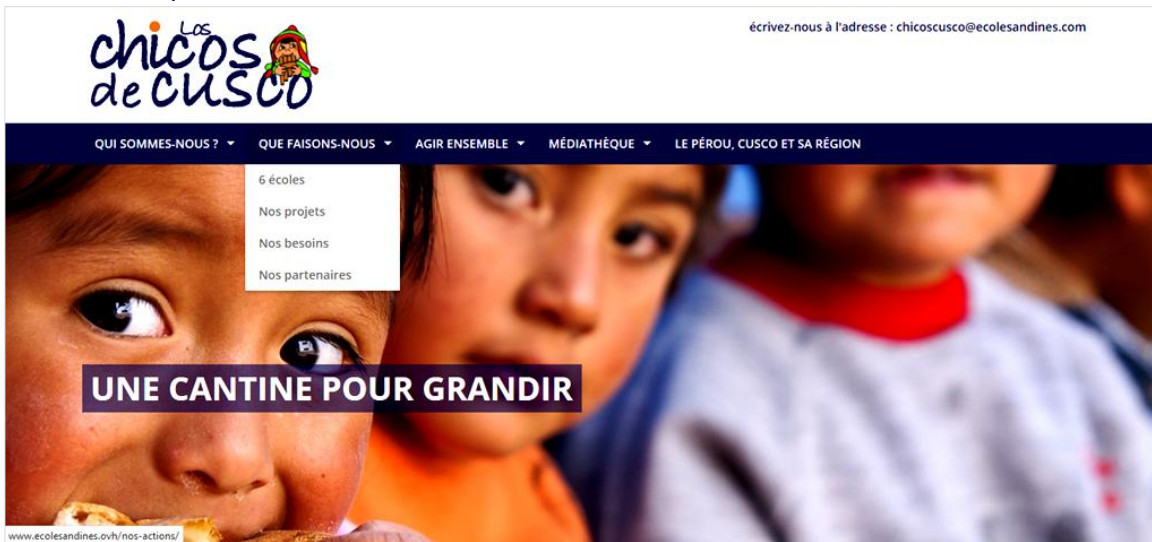 Los
chicos
de cusco
écrivez-nous à l'adresse : chicoscusco@ecolesandines.com
QUI SOMMES-NOUS ? QUE FAISONS-NOUS AGIR ENSEMBLE MÉDIATHÈQUE LE PÉROU, CUSCO ET SA RÉGION
6 écoles
Nos projets
Nos besoins
Nos partenaires
UNE CANTINE POUR GRANDIR
www.ecolesandines.ovh/nos-actions/